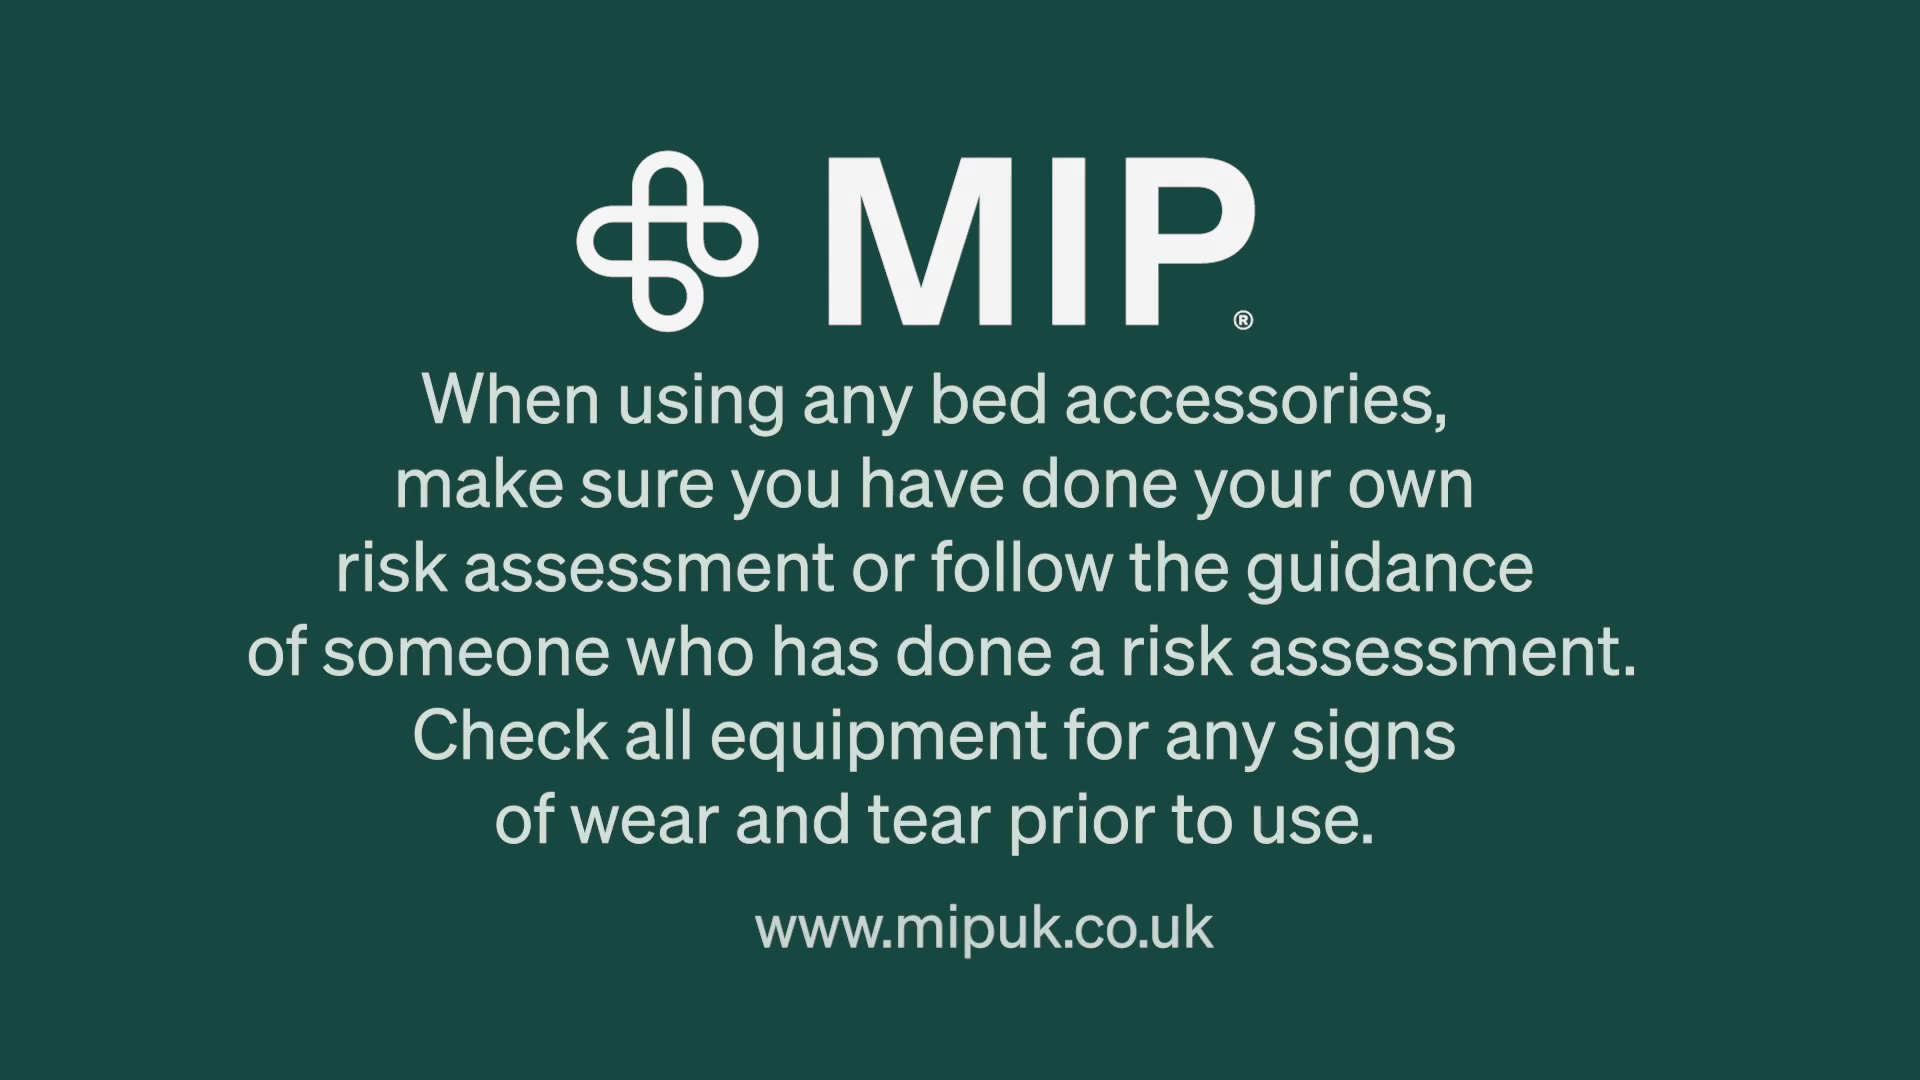 MIP®
When using any bed accessories,
make sure you have done your own
risk assessment or follow the guidance
of someone who has done a risk assessment.
Check all equipment for any signs
of wear and tear prior to use.
www.mipuk.co.uk